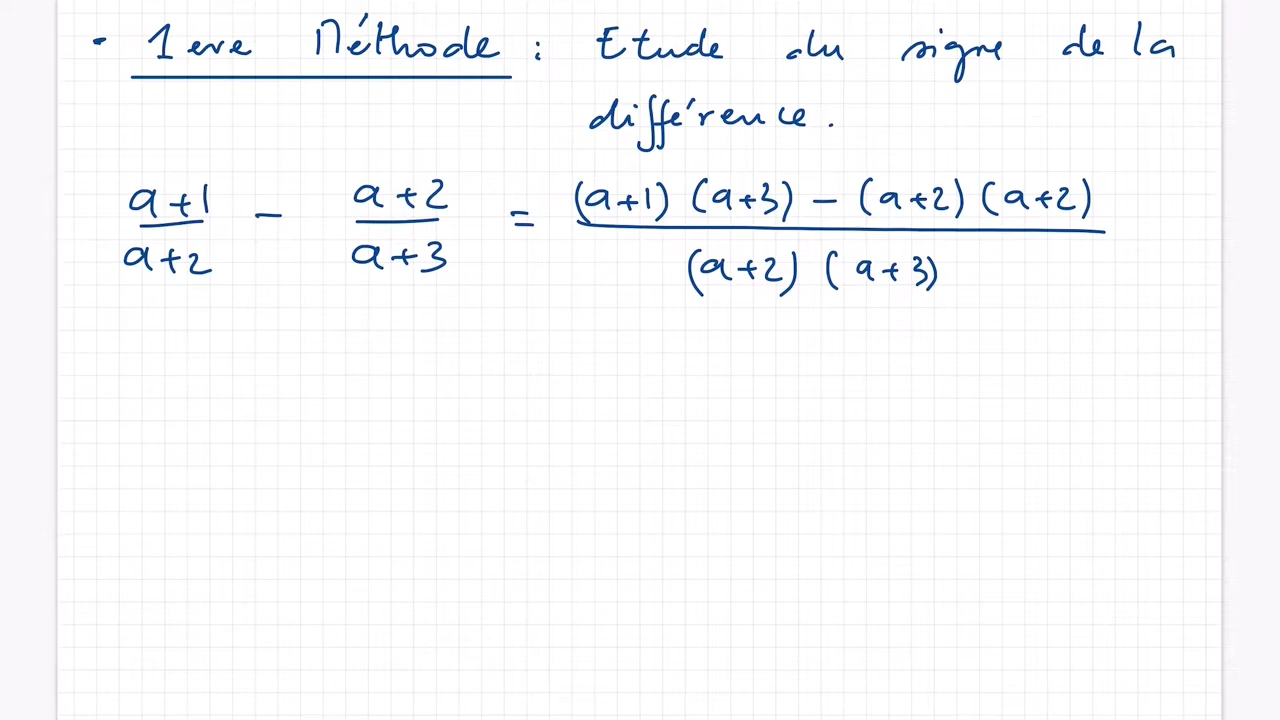 • 1ere Méthode : Etude du signe de la
différence.
(a+1)/(a+2) - (a+2)/(a+3) = ((a+1)(a+3) - (a+2)(a+2))/((a+2)(a+3))